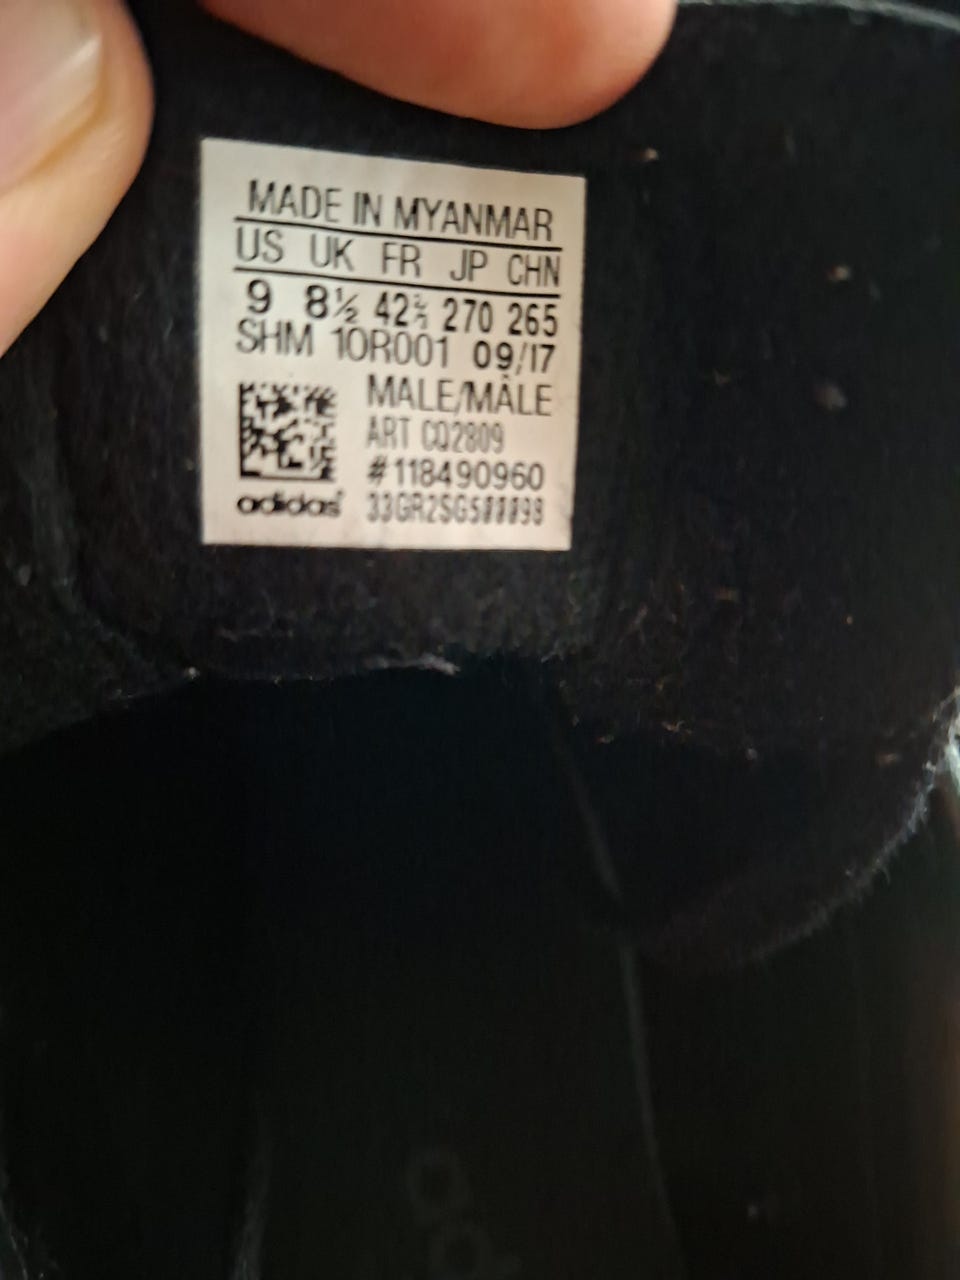 MADE IN MYANMAR
US UK FR JP CHN
9 8½ 42⅔ 270 265
SHM 10R001 09/17
MALE/MÂLE
ART CQ2809
#118490960
adidas